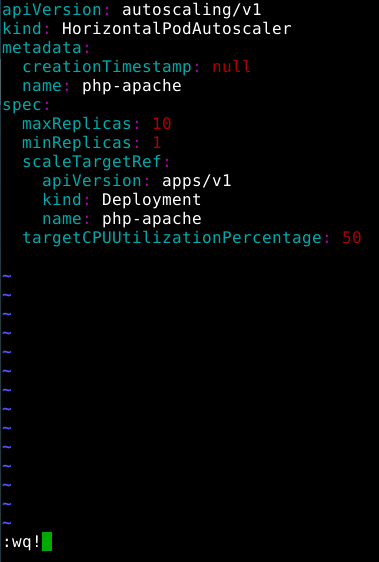 apiVersion: autoscaling/v1
kind: HorizontalPodAutoscaler
metadata:
  creationTimestamp: null
  name: php-apache
spec:
  maxReplicas: 10
  minReplicas: 1
  scaleTargetRef:
    apiVersion: apps/v1
    kind: Deployment
    name: php-apache
  targetCPUUtilizationPercentage: 50

~
~
~
~
~
~
~
~
~
~
~
~
~
~
:wq!